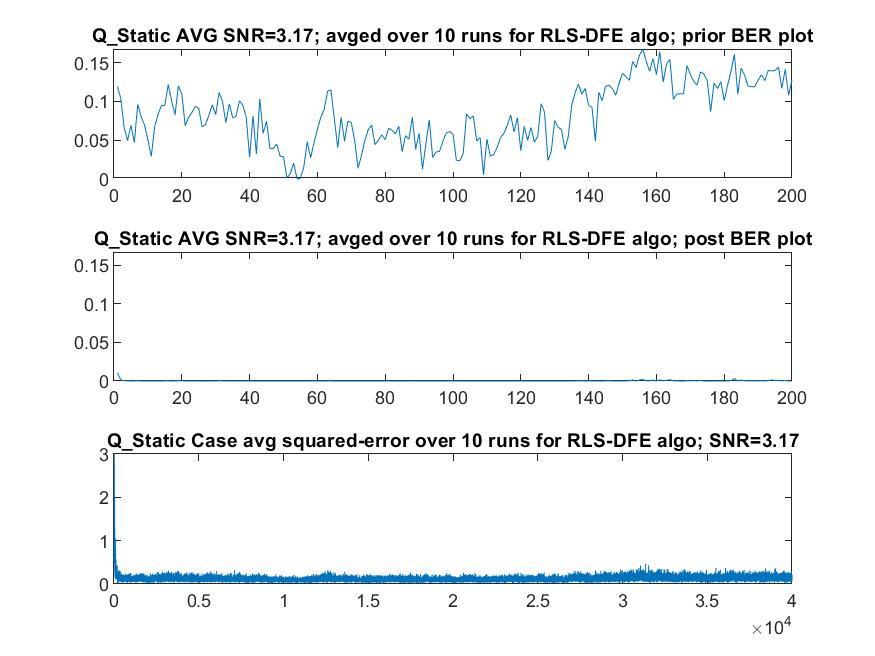 Q_Static AVG SNR=3.17; avged over 10 runs for RLS-DFE algo; prior BER plot
0.15
0.1
0.05
0
0 20 40 60 80 100 120 140 160 180 200
Q_Static AVG SNR=3.17; avged over 10 runs for RLS-DFE algo; post BER plot
0.15
0.1
0.05
0
0 20 40 60 80 100 120 140 160 180 200
Q_Static Case avg squared-error over 10 runs for RLS-DFE algo; SNR=3.17
3
2
1
0
0 0.5 1 1.5 2 2.5 3 3.5 4
×10⁴